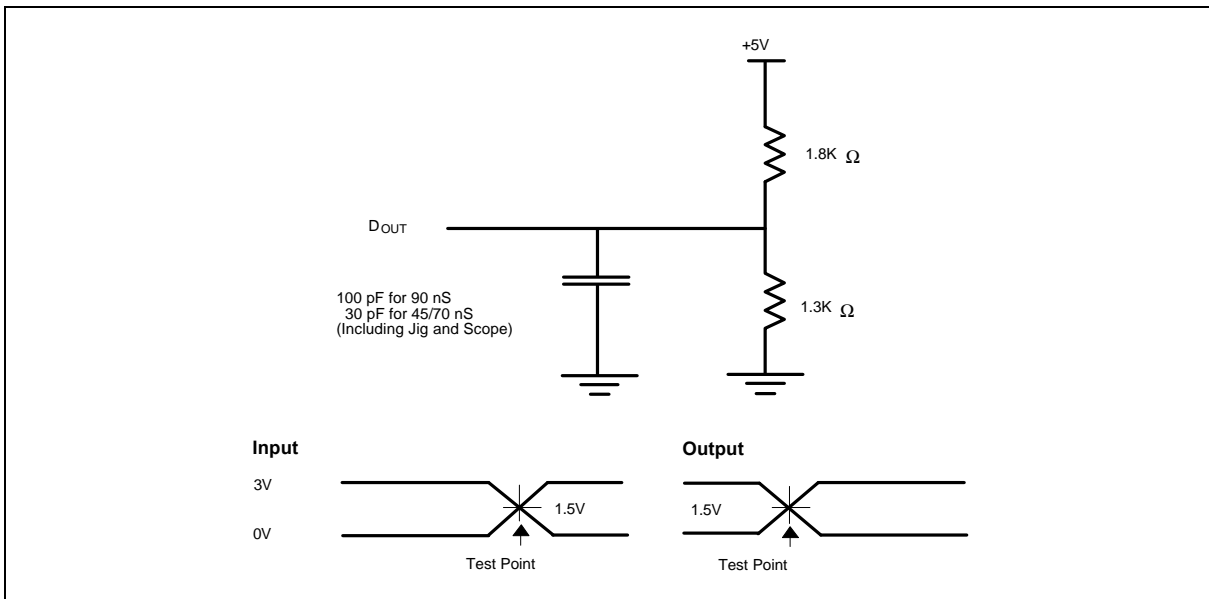 +5V
1.8K Ω
DOUT
100 pF for 90 nS
30 pF for 45/70 nS
(Including Jig and Scope)
1.3K Ω
Input
Output
3V
1.5V
1.5V
0V
Test Point
Test Point